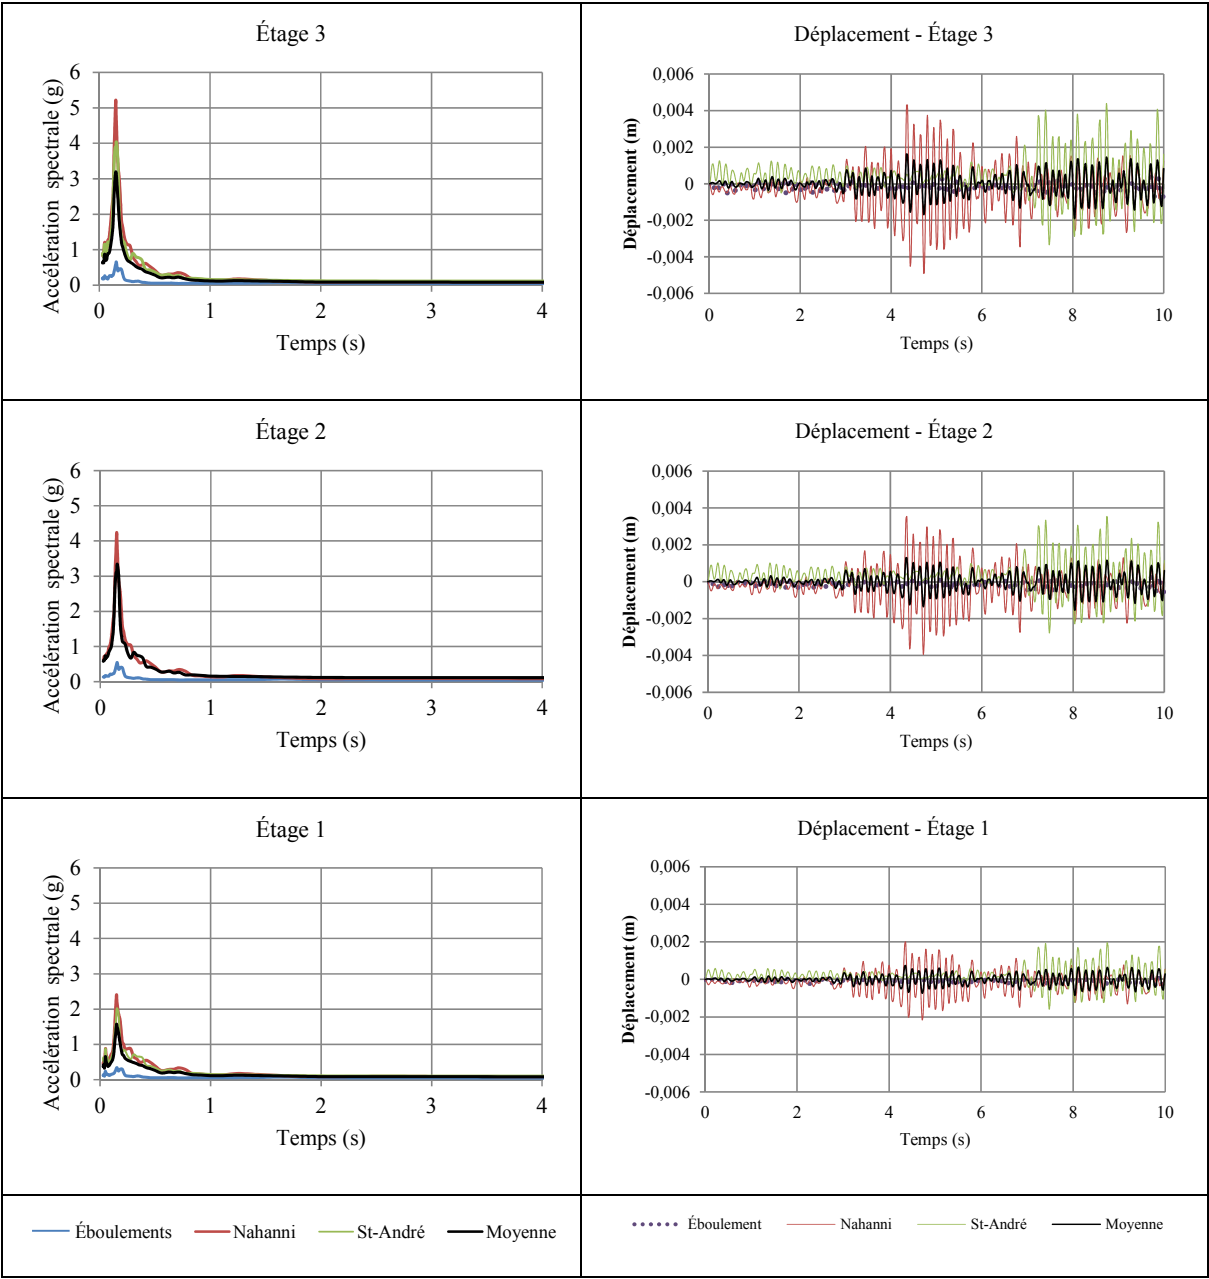 Étage 3
Accélération spectrale (g)
6
5
4
3
2
1
0
0 1 2 3 4
Temps (s)
Déplacement - Étage 3
Déplacement (m)
0,006
0,004
0,002
0
-0,002
-0,004
-0,006
0 2 4 6 8 10
Temps (s)
Étage 2
Accélération spectrale (g)
6
5
4
3
2
1
0
0 1 2 3 4
Temps (s)
Déplacement - Étage 2
Déplacement (m)
0,006
0,004
0,002
0
-0,002
-0,004
-0,006
0 2 4 6 8 10
Temps (s)
Étage 1
Accélération spectrale (g)
6
5
4
3
2
1
0
0 1 2 3 4
Temps (s)
Déplacement - Étage 1
Déplacement (m)
0,006
0,004
0,002
0
-0,002
-0,004
-0,006
0 2 4 6 8 10
Temps (s)
Éboulements Nahanni St-André Moyenne
Éboulement Nahanni St-André Moyenne